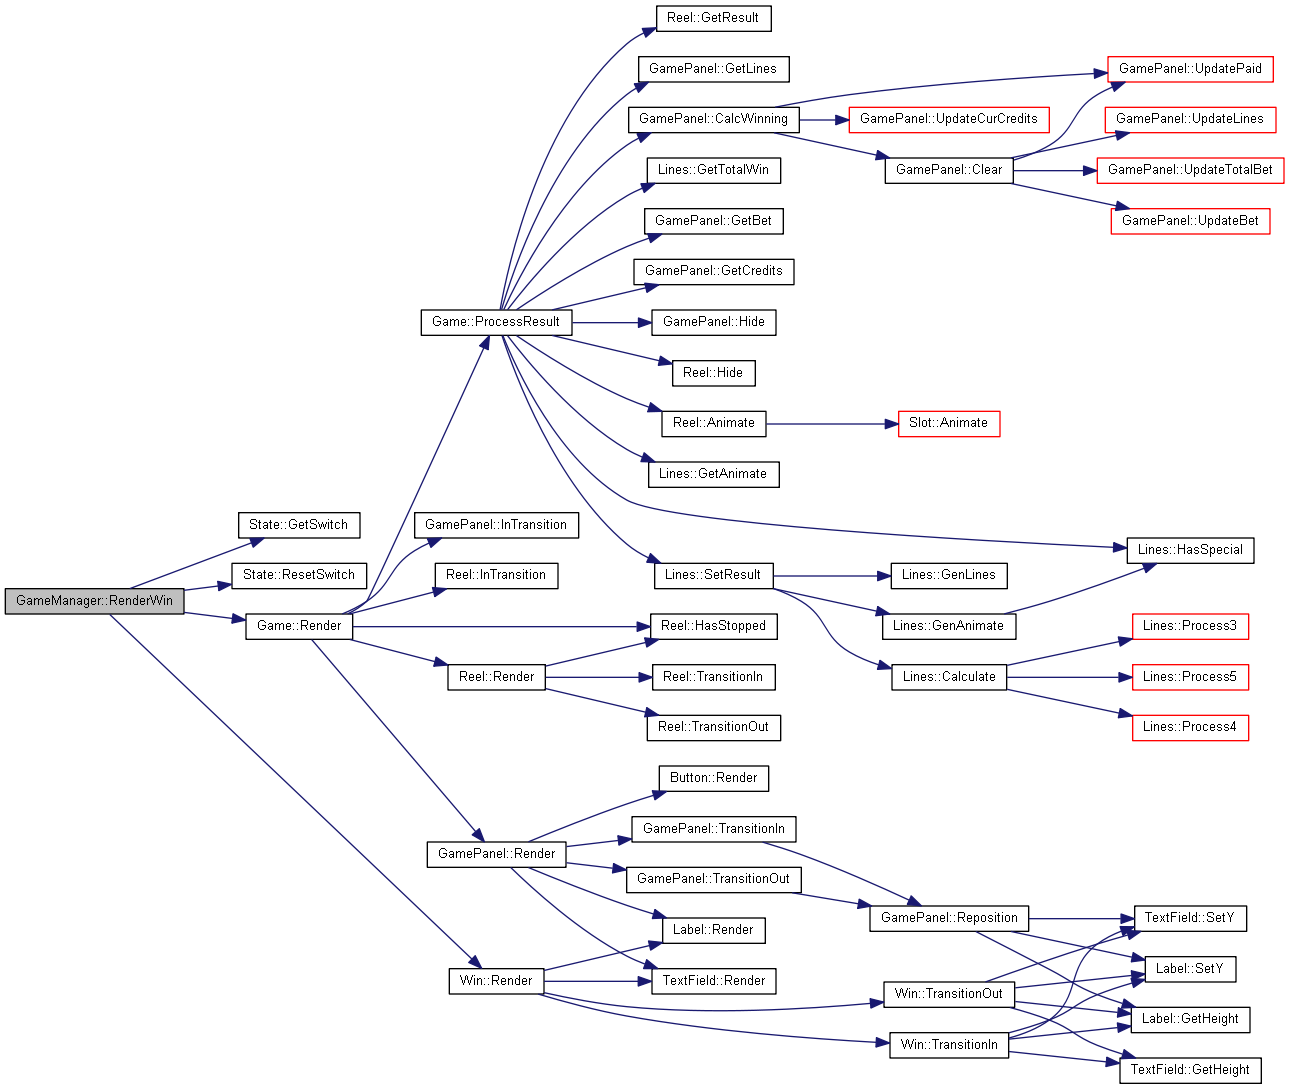 Reel::GetResult
GamePanel::GetLines
GamePanel::UpdatePaid
GamePanel::CalcWinning
GamePanel::UpdateCurCredits
GamePanel::UpdateLines
Lines::GetTotalWin
GamePanel::Clear
GamePanel::UpdateTotalBet
GamePanel::GetBet
GamePanel::UpdateBet
GamePanel::GetCredits
Game::ProcessResult
GamePanel::Hide
Reel::Hide
Reel::Animate
Slot::Animate
Lines::GetAnimate
State::GetSwitch
GamePanel::InTransition
Lines::HasSpecial
State::ResetSwitch
Reel::InTransition
Lines::SetResult
Lines::GenLines
GameManager::RenderWin
Game::Render
Reel::HasStopped
Lines::GenAnimate
Lines::Process3
Reel::Render
Reel::TransitionIn
Lines::Calculate
Lines::Process5
Reel::TransitionOut
Lines::Process4
Button::Render
GamePanel::TransitionIn
GamePanel::Render
GamePanel::TransitionOut
GamePanel::Reposition
TextField::SetY
Label::Render
Label::SetY
Win::Render
TextField::Render
Win::TransitionOut
Label::GetHeight
Win::TransitionIn
TextField::GetHeight